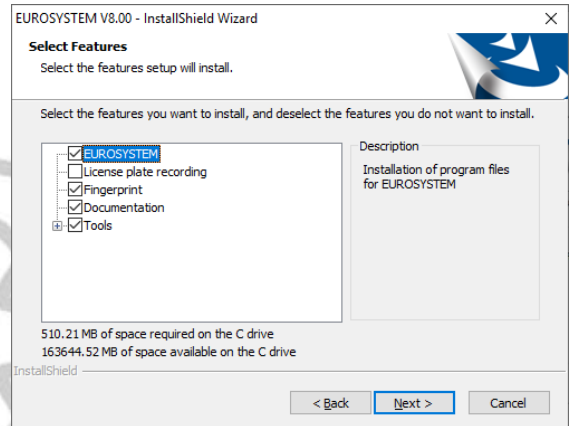 EUROSYSTEM V8.00 - InstallShield Wizard
Select Features
Select the features setup will install.
Select the features you want to install, and deselect the features you do not want to install.
EUROSYSTEM
License plate recording
Fingerprint
Documentation
Tools
Description
Installation of program files
for EUROSYSTEM
510.21 MB of space required on the C drive
163644.52 MB of space available on the C drive
InstallShield
< Back
Next >
Cancel